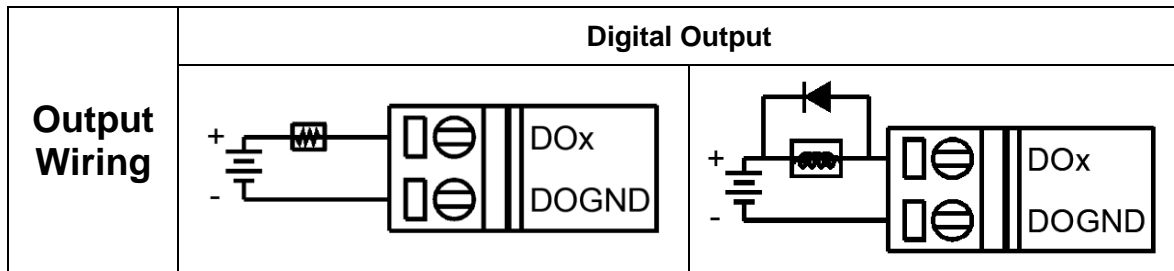 Output
Wiring
Digital Output
+
-
DOx
DOGND
+
-
DOx
DOGND